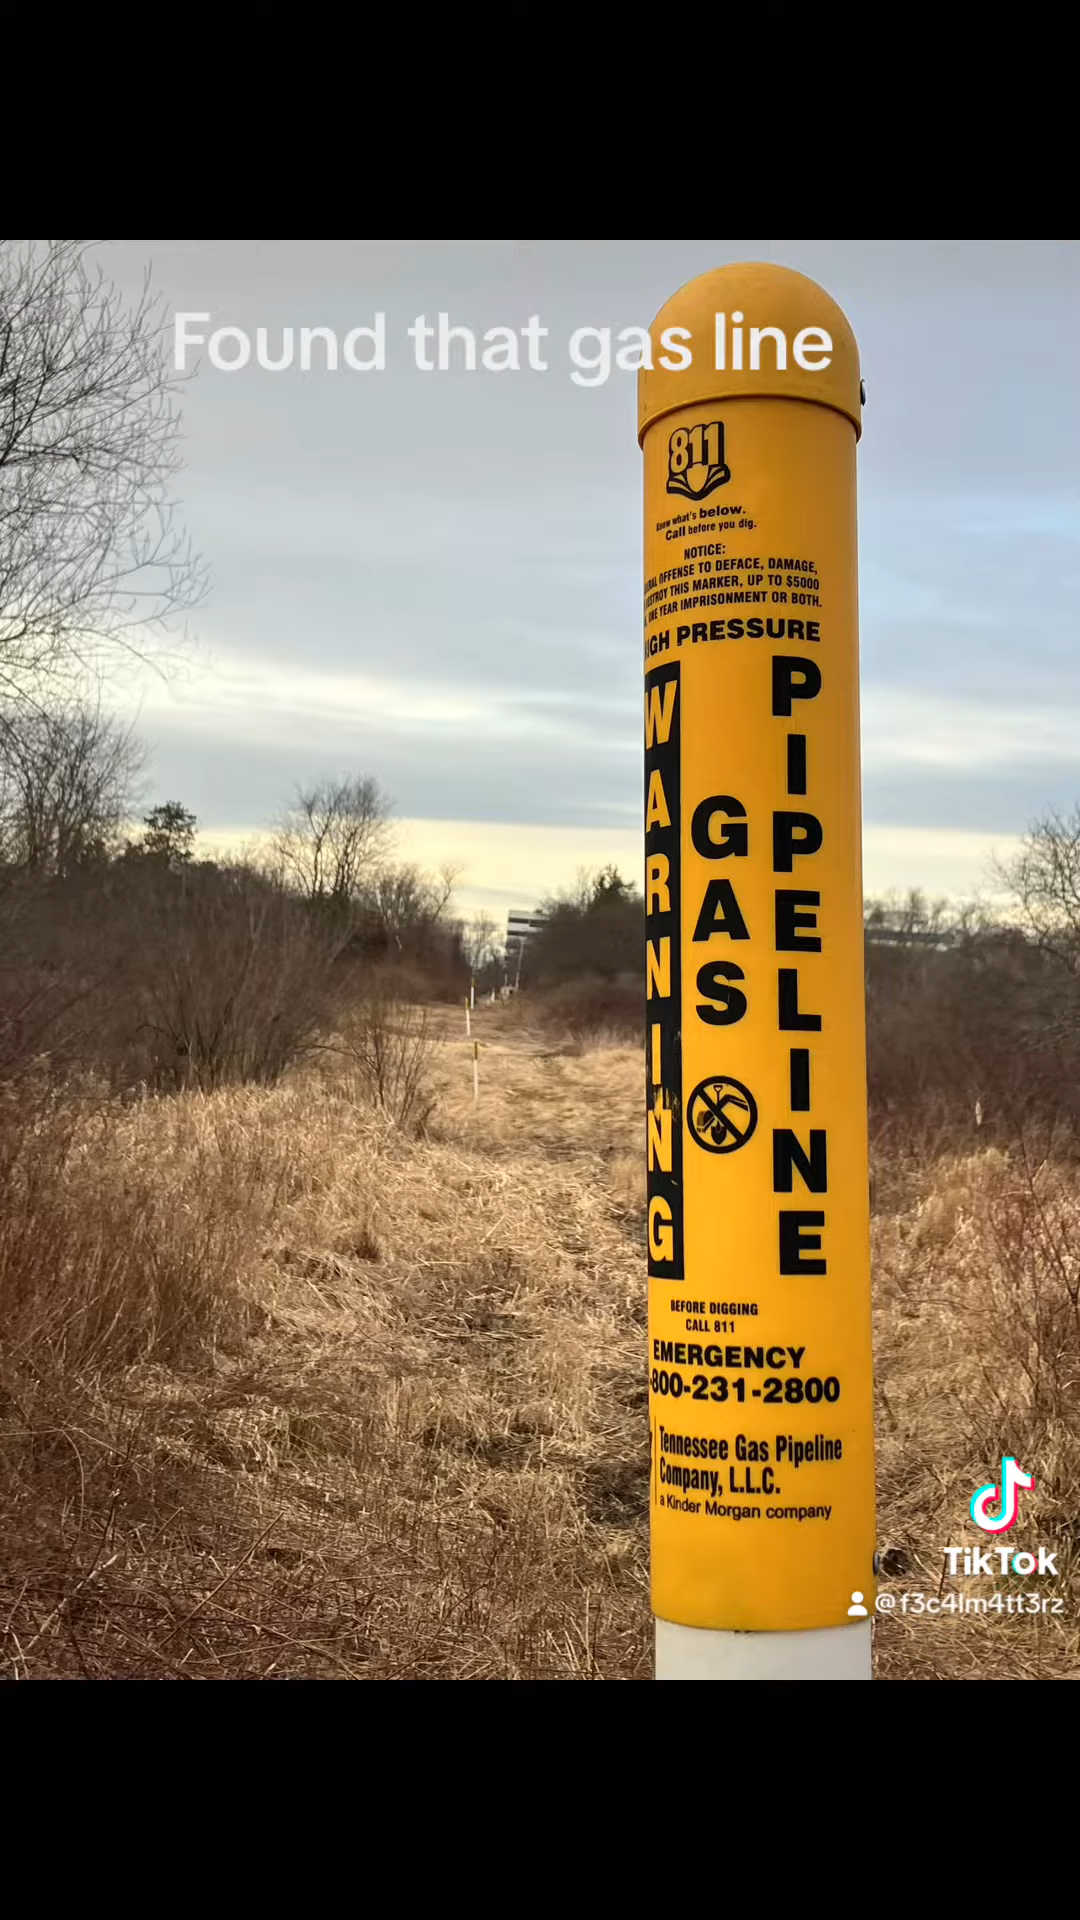 Found that gas line
811
Know what's below.
Call before you dig.
NOTICE:
OFFENSE TO DEFACE, DAMAGE,
THIS MARKER, UP TO $5000
ONE YEAR IMPRISONMENT OR BOTH.
HIGH PRESSURE
WARNING
GAS
PIPELINE
BEFORE DIGGING
CALL 811
EMERGENCY
-800-231-2800
Tennessee Gas Pipeline
Company, L.L.C.
a Kinder Morgan company
TikTok
@f3c4lm4tt3rz